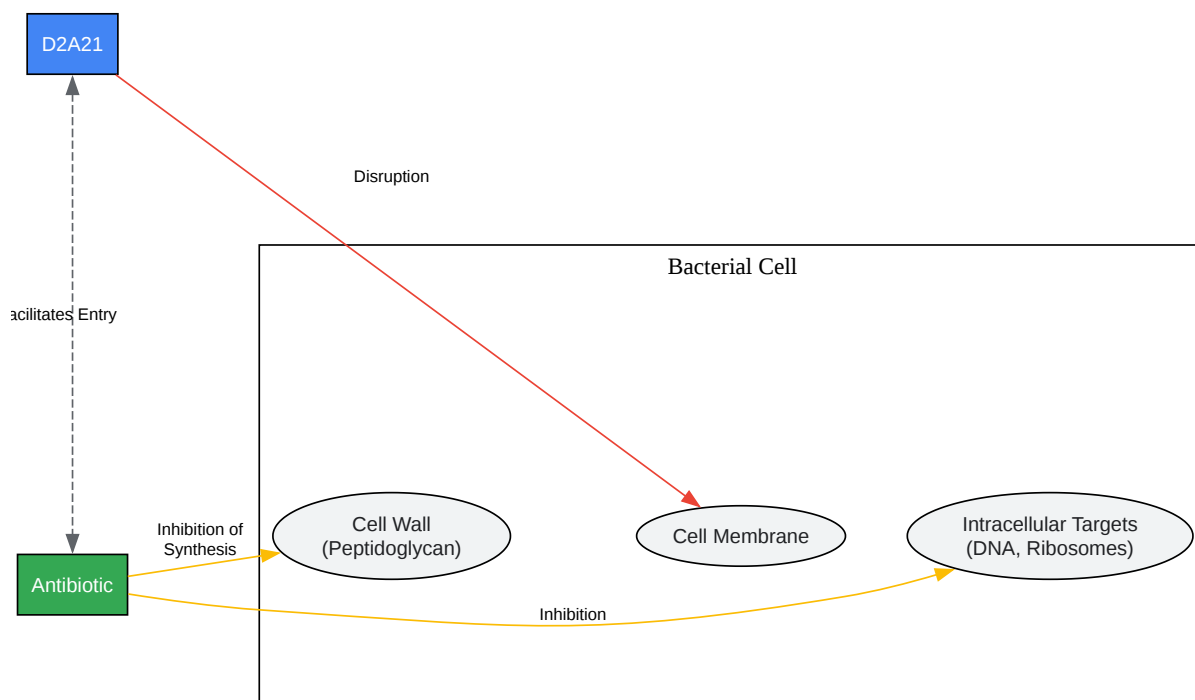 D2A21
Disruption
Bacterial Cell
acilitates Entry
Inhibition of
Synthesis
Cell Wall
(Peptidoglycan)
Cell Membrane
Intracellular Targets
(DNA, Ribosomes)
Antibiotic
Inhibition